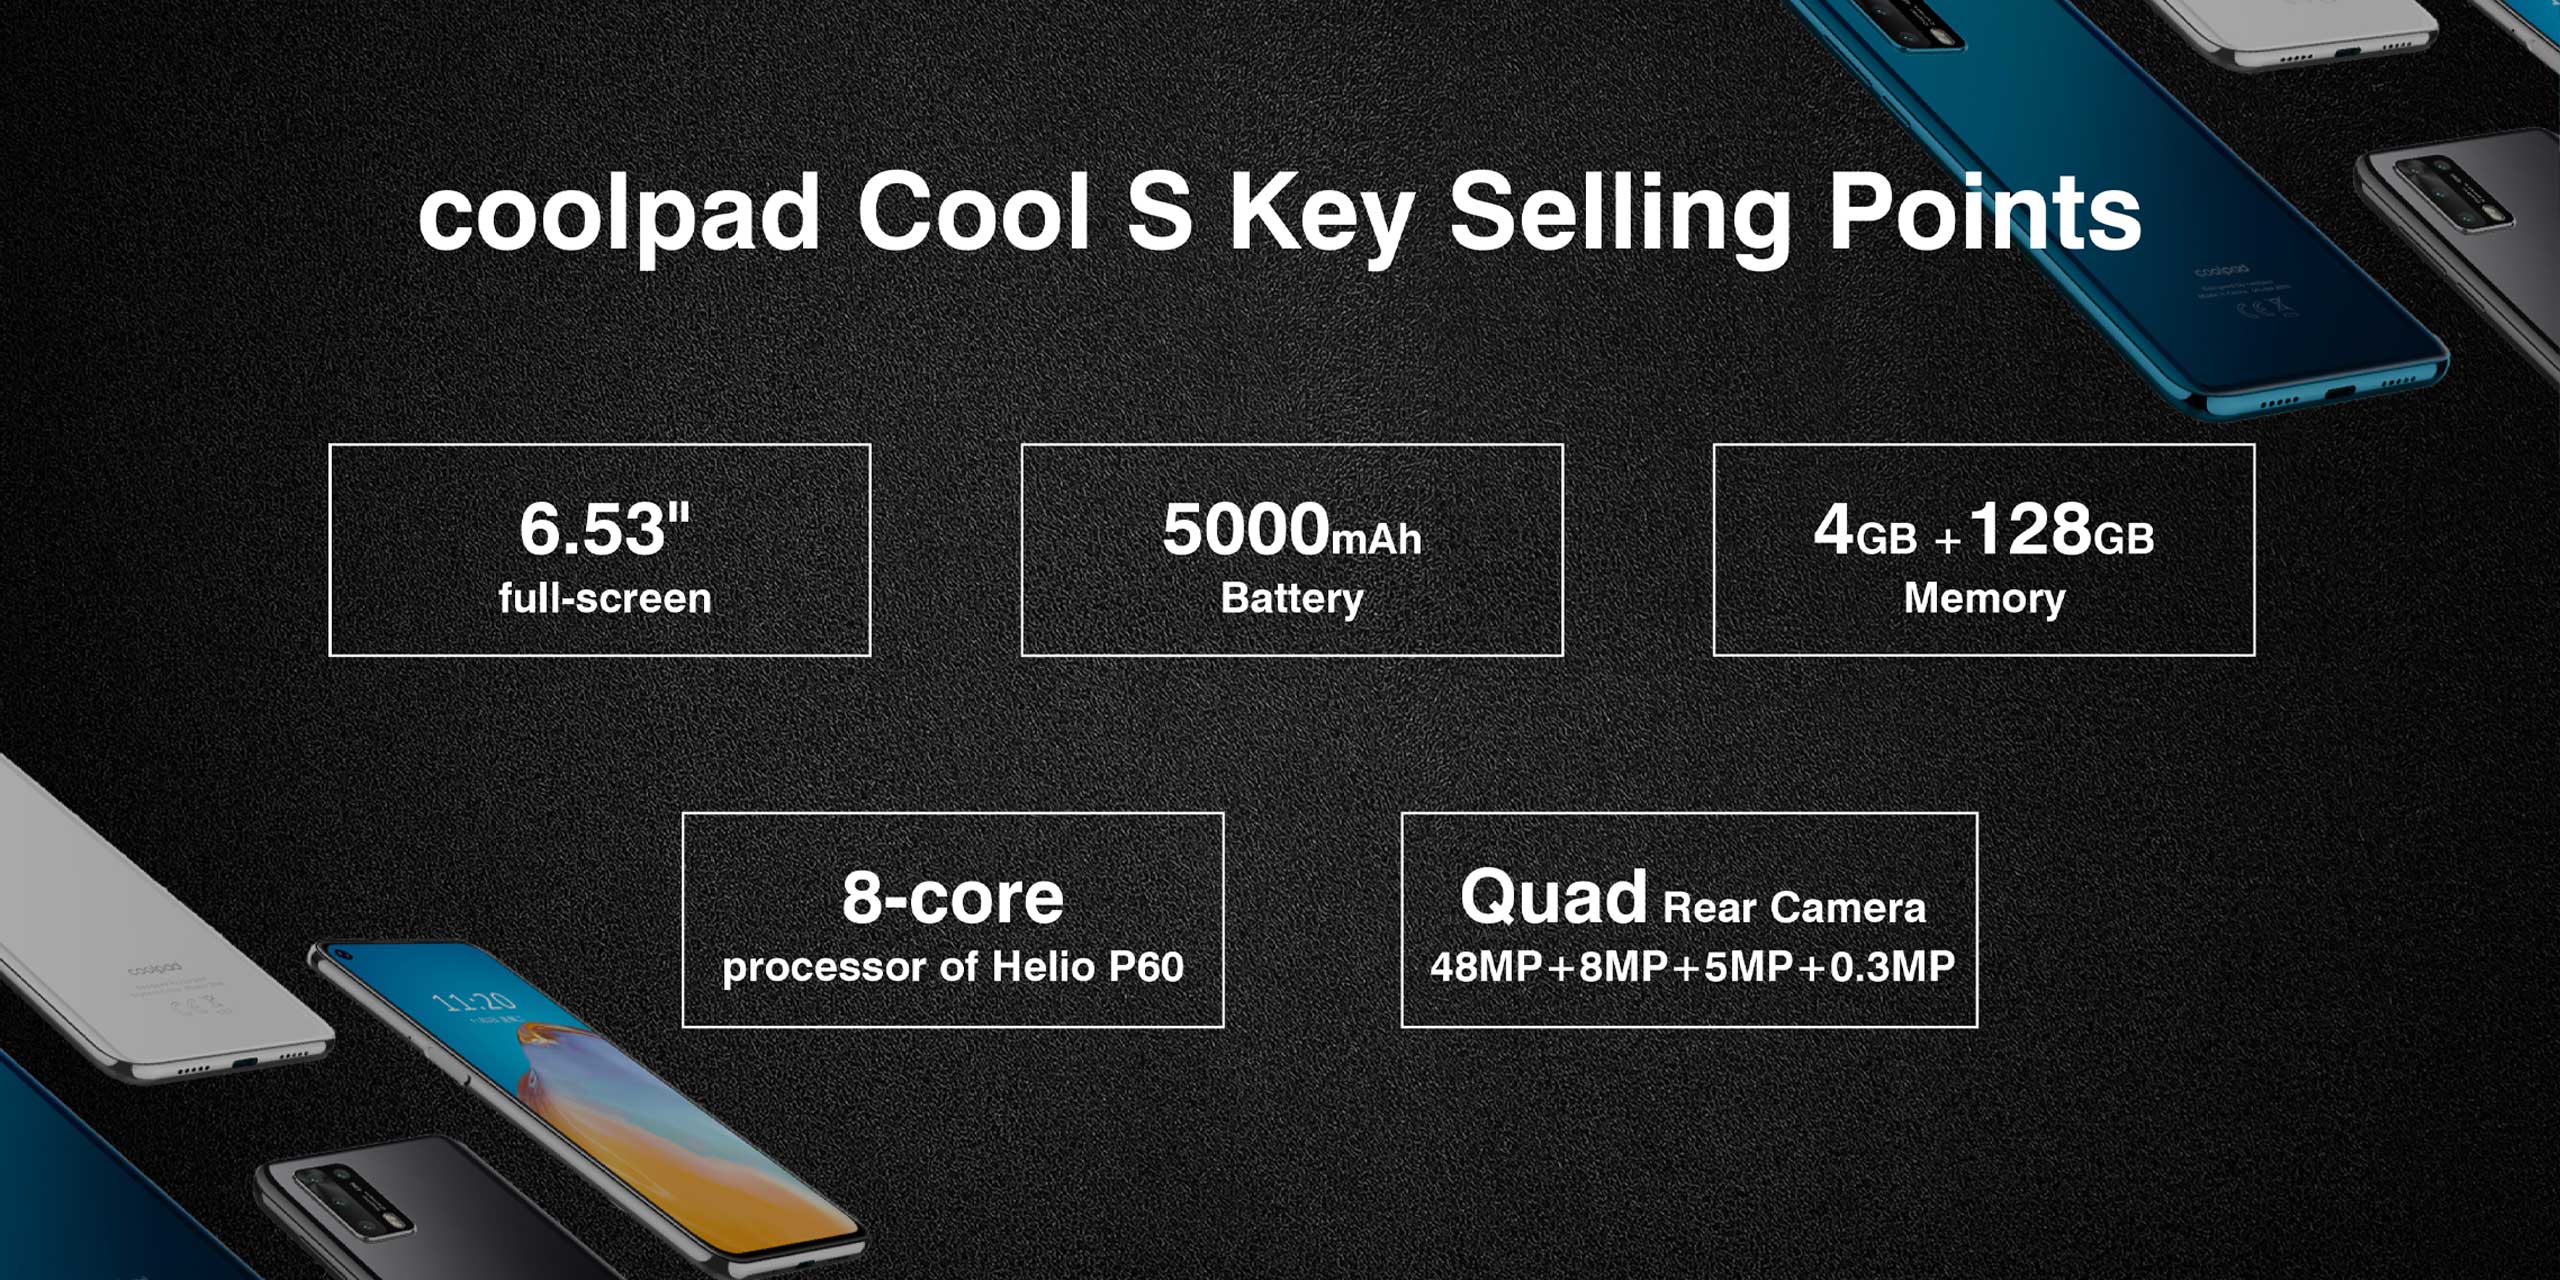 coolpad Cool S Key Selling Points
coolpad
6.53"
full-screen
5000mAh
Battery
4GB +128GB
Memory
8-core
processor of Helio P60
Quad Rear Camera
48MP+8MP+5MP+0.3MP
coolpad
11:20